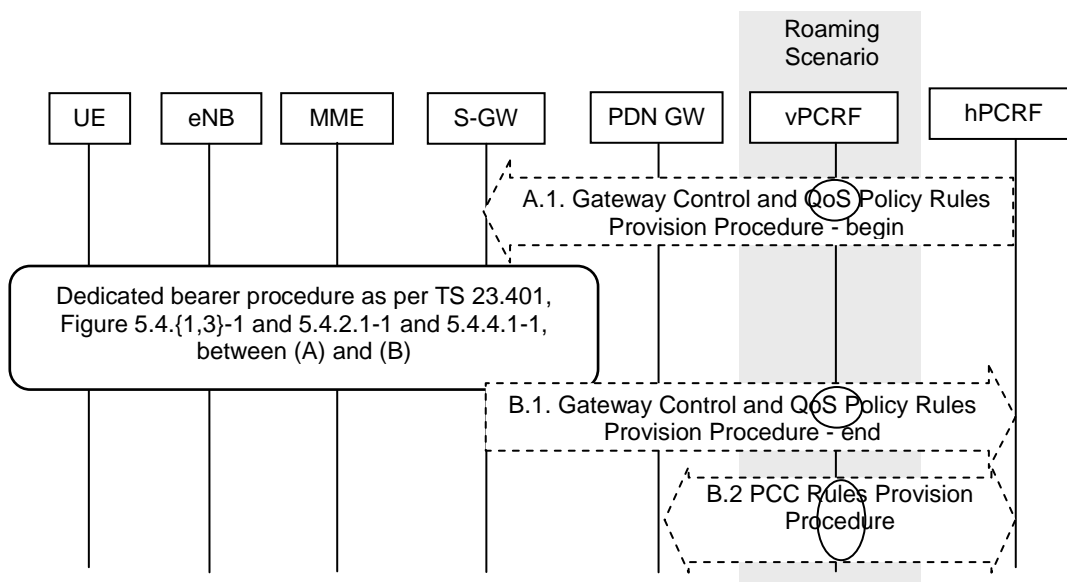 Roaming
Scenario
UE
eNB
MME
S-GW
PDN GW
vPCRF
hPCRF
A.1. Gateway Control and QoS Policy Rules
Provision Procedure - begin
Dedicated bearer procedure as per TS 23.401,
Figure 5.4.{1,3}-1 and 5.4.2.1-1 and 5.4.4.1-1,
between (A) and (B)
B.1. Gateway Control and QoS Policy Rules
Provision Procedure - end
B.2 PCC Rules Provision
Procedure